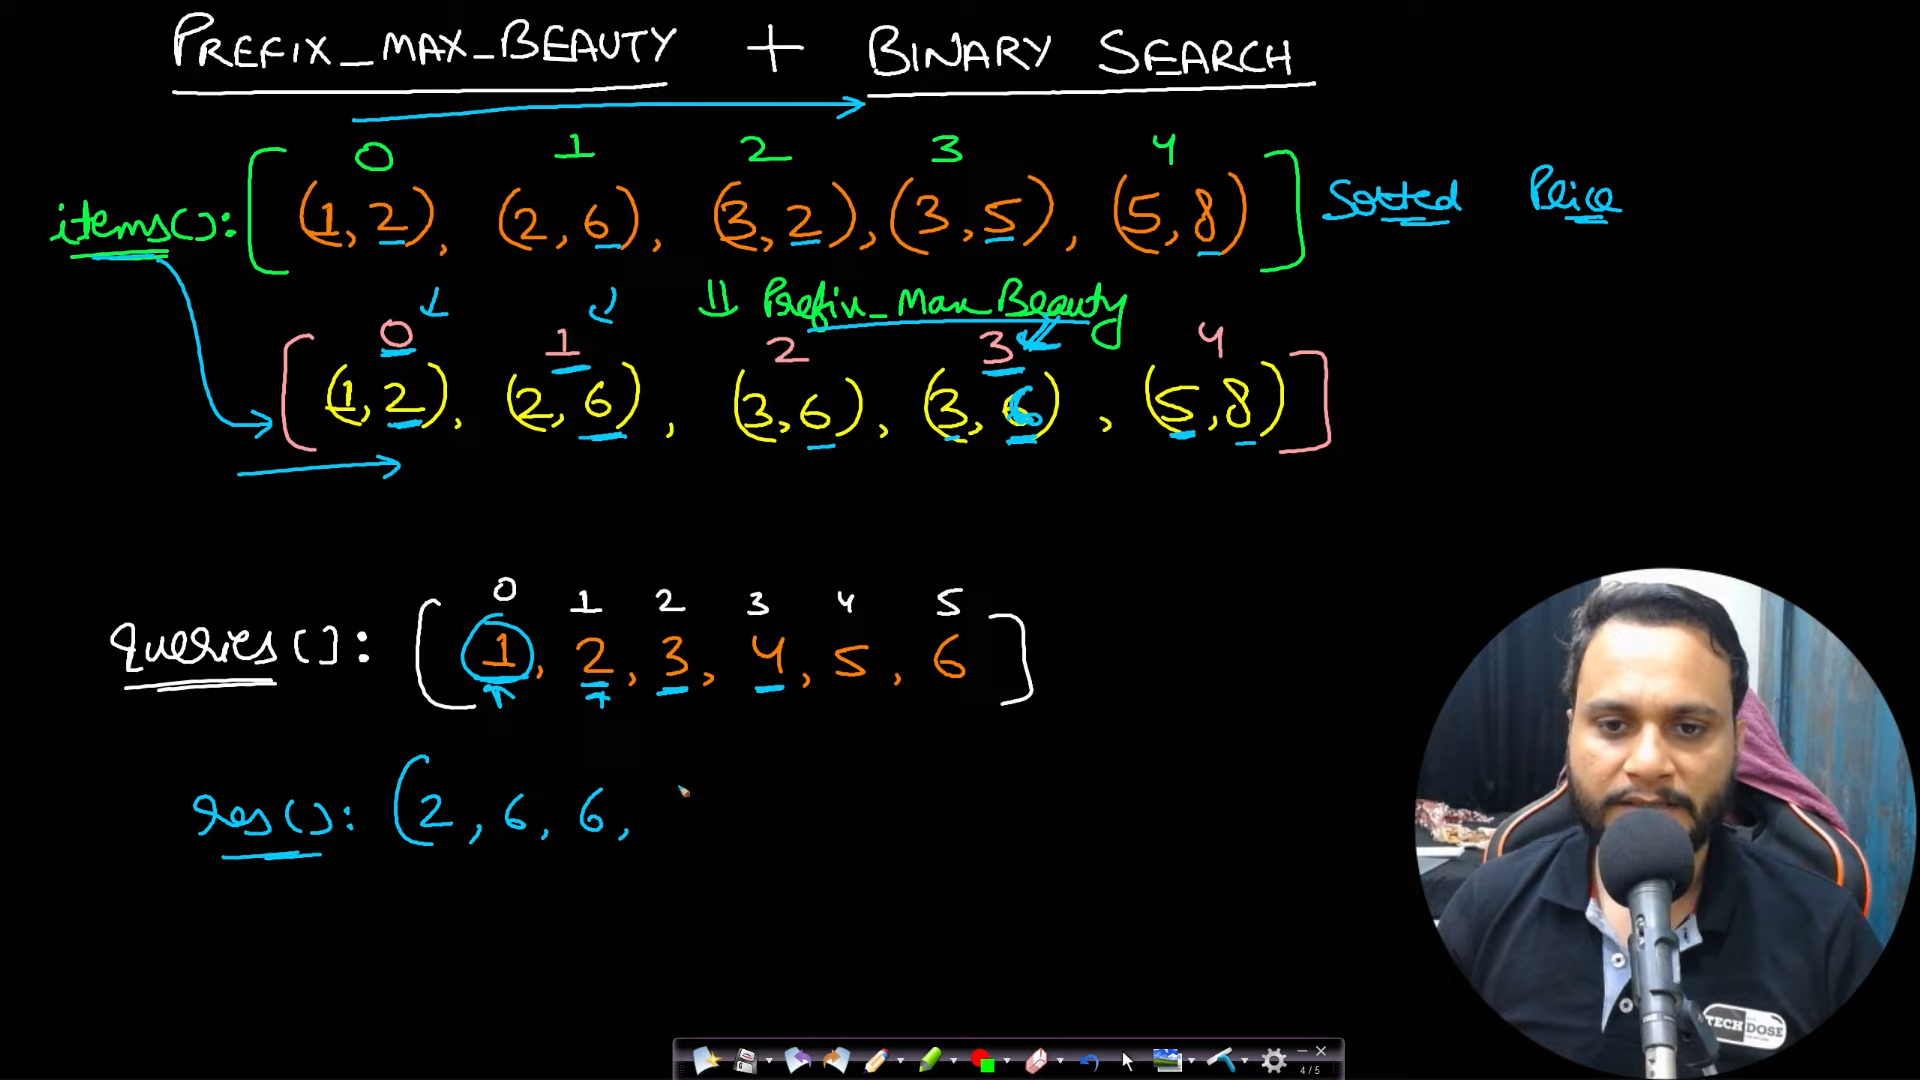 PREFIX_MAX_BEAUTY + BINARY SEARCH
0 1 2 3 4
items(): [(1,2), (2,6), (3,2), (3,5), (5,8)] Sorted Price
⇓ Prefix_Max_Beauty
0 1 2 3 4
[(1,2), (2,6), (3,6), (3,6), (5,8)]
0 1 2 3 4 5
queries[]: [1, 2, 3, 4, 5, 6]
res(): (2, 6, 6,
TECH DOSE
4/5